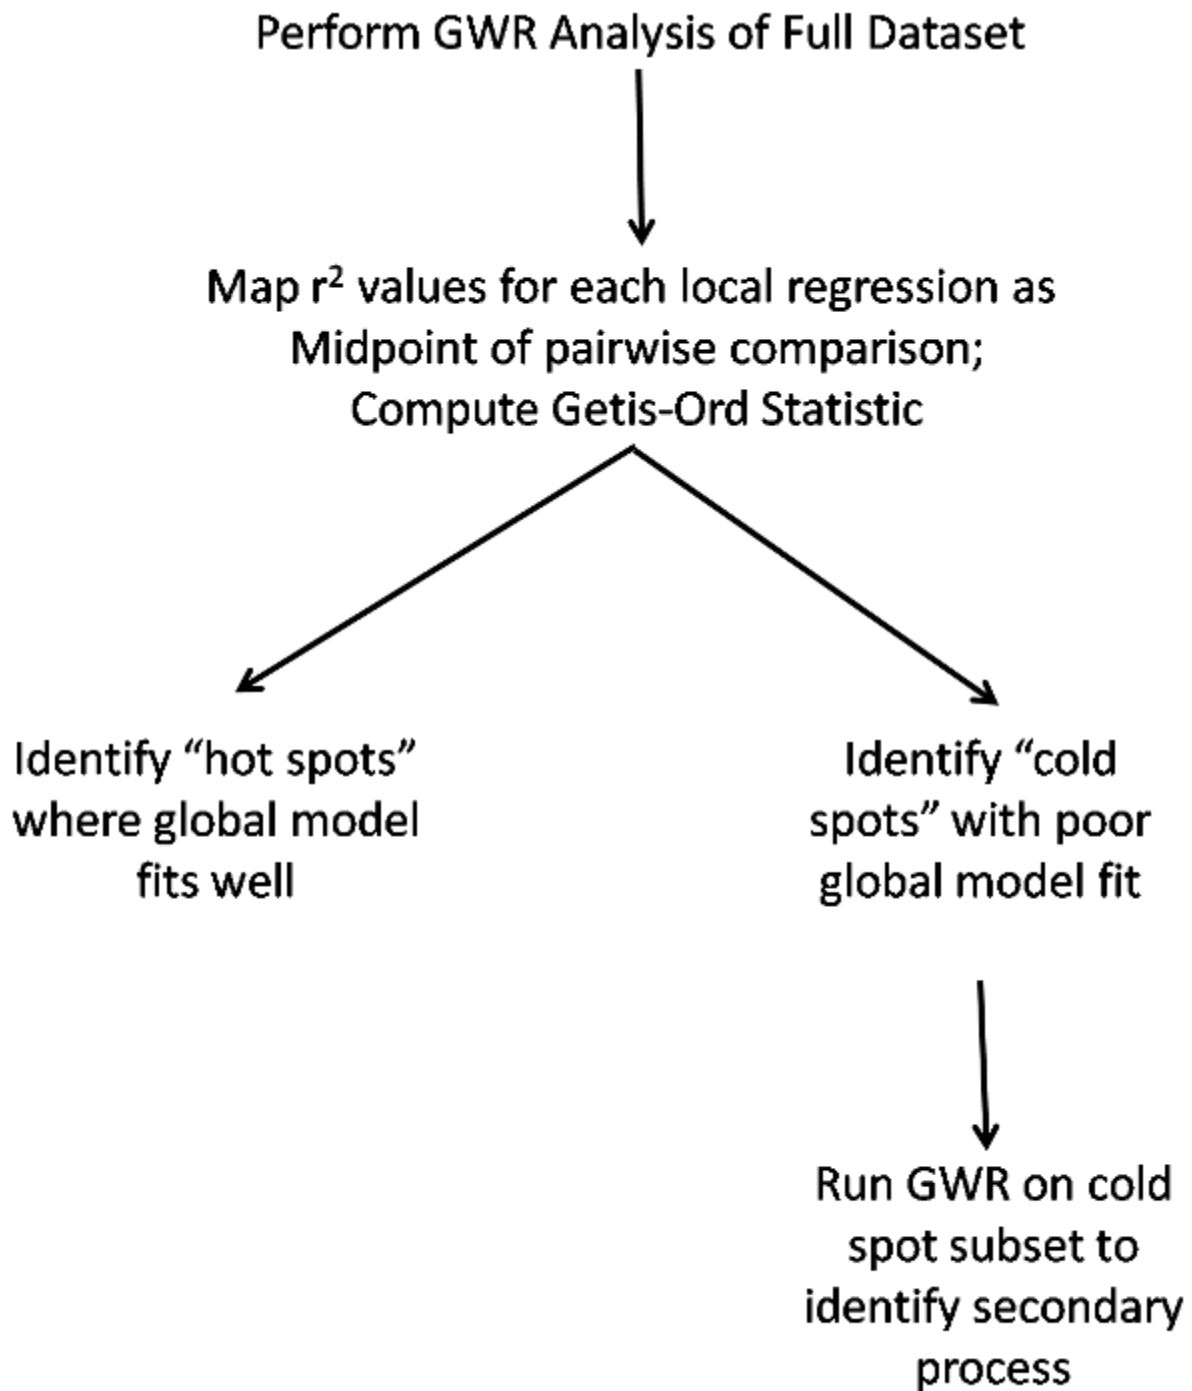 Perform GWR Analysis of Full Dataset
Map r² values for each local regression as
Midpoint of pairwise comparison;
Compute Getis-Ord Statistic
Identify “hot spots”
where global model
fits well
Identify “cold
spots” with poor
global model fit
Run GWR on cold
spot subset to
identify secondary
process